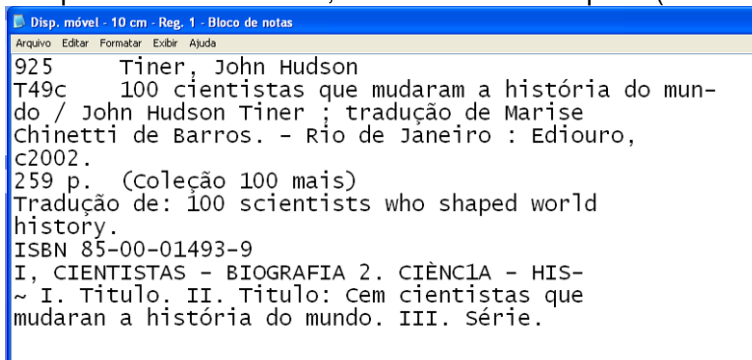 Disp. móvel - 10 cm - Reg. 1 - Bloco de notas
Arquivo Editar Formatar Exibir Ajuda
925 Tiner, John Hudson
T49c 100 cientistas que mudaram a história do mun-
do / John Hudson Tiner ; tradução de Marise
Chinetti de Barros. - Rio de Janeiro : Ediouro,
c2002.
259 p. (Coleção 100 mais)
Tradução de: 100 scientists who shaped world
history.
ISBN 85-00-01493-9
I, CIENTISTAS - BIOGRAFIA 2. CIÈNC1A - HIS-
~ I. Titulo. II. Titulo: Cem cientistas que
mudaran a história do mundo. III. Série.